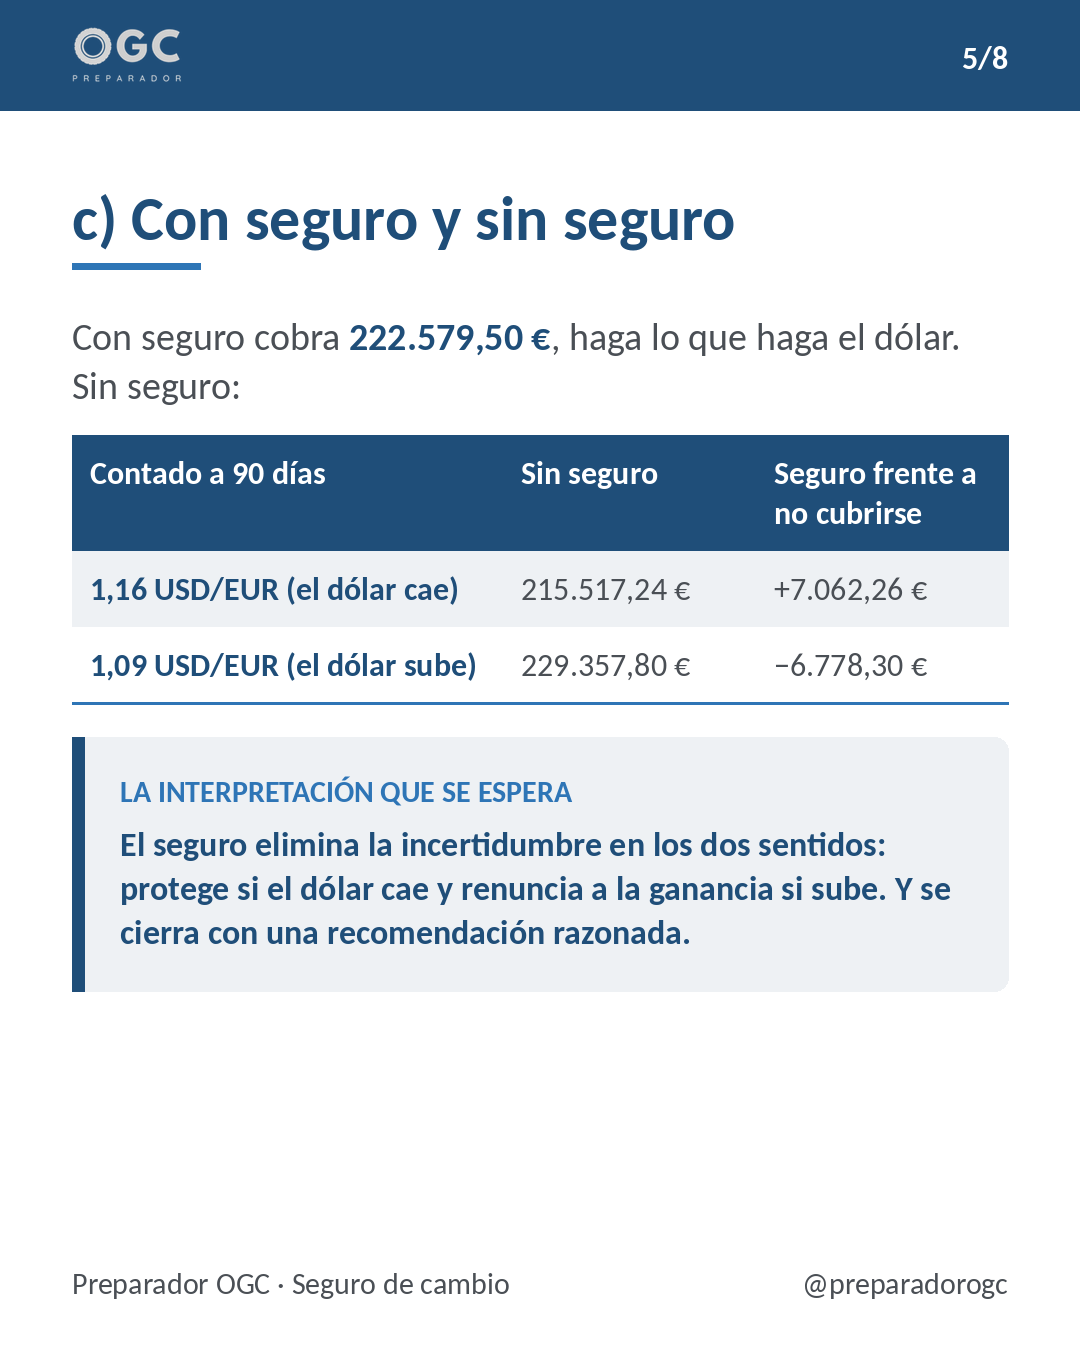 OGC
PREPARADOR
5/8
c) Con seguro y sin seguro
Con seguro cobra 222.579,50 €, haga lo que haga el dólar.
Sin seguro:
Contado a 90 días
Sin seguro
Seguro frente a
no cubrirse
1,16 USD/EUR (el dólar cae)
215.517,24 €
+7.062,26 €
1,09 USD/EUR (el dólar sube)
229.357,80 €
−6.778,30 €
LA INTERPRETACIÓN QUE SE ESPERA
El seguro elimina la incertidumbre en los dos sentidos:
protege si el dólar cae y renuncia a la ganancia si sube. Y se
cierra con una recomendación razonada.
Preparador OGC · Seguro de cambio
@preparadorogc